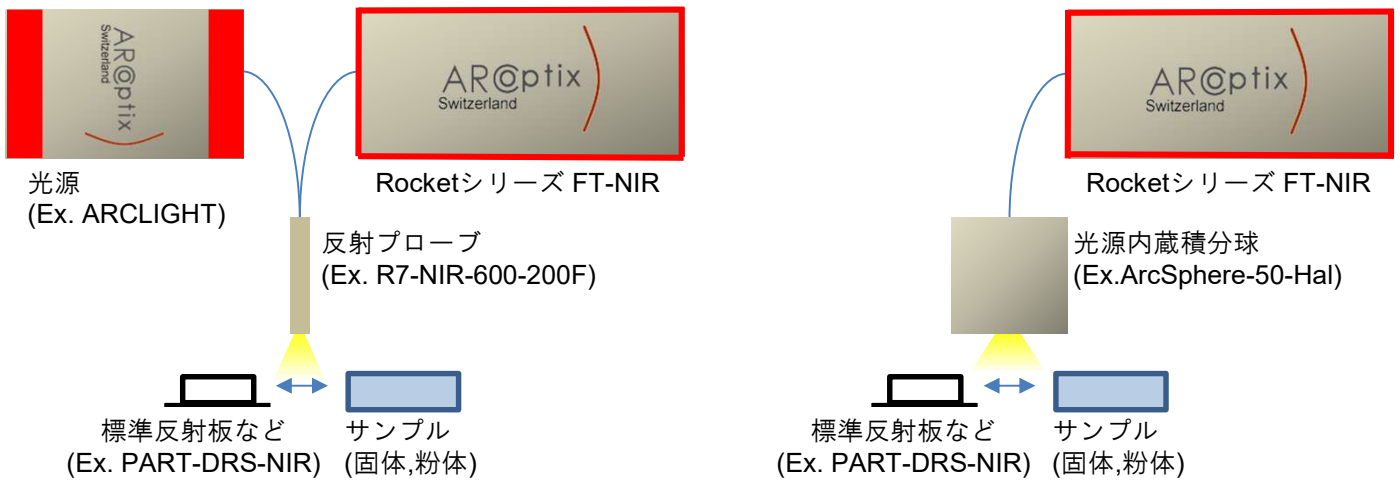 ARCoptix
Switzerland
ARCoptix
Switzerland
ARCoptix
Switzerland
光源
(Ex. ARCLIGHT)
Rocketシリーズ FT-NIR
Rocketシリーズ FT-NIR
反射プローブ
(Ex. R7-NIR-600-200F)
光源内蔵積分球
(Ex.ArcSphere-50-Hal)
標準反射板など
(Ex. PART-DRS-NIR)
サンプル
(固体,粉体)
標準反射板など
(Ex. PART-DRS-NIR)
サンプル
(固体,粉体)